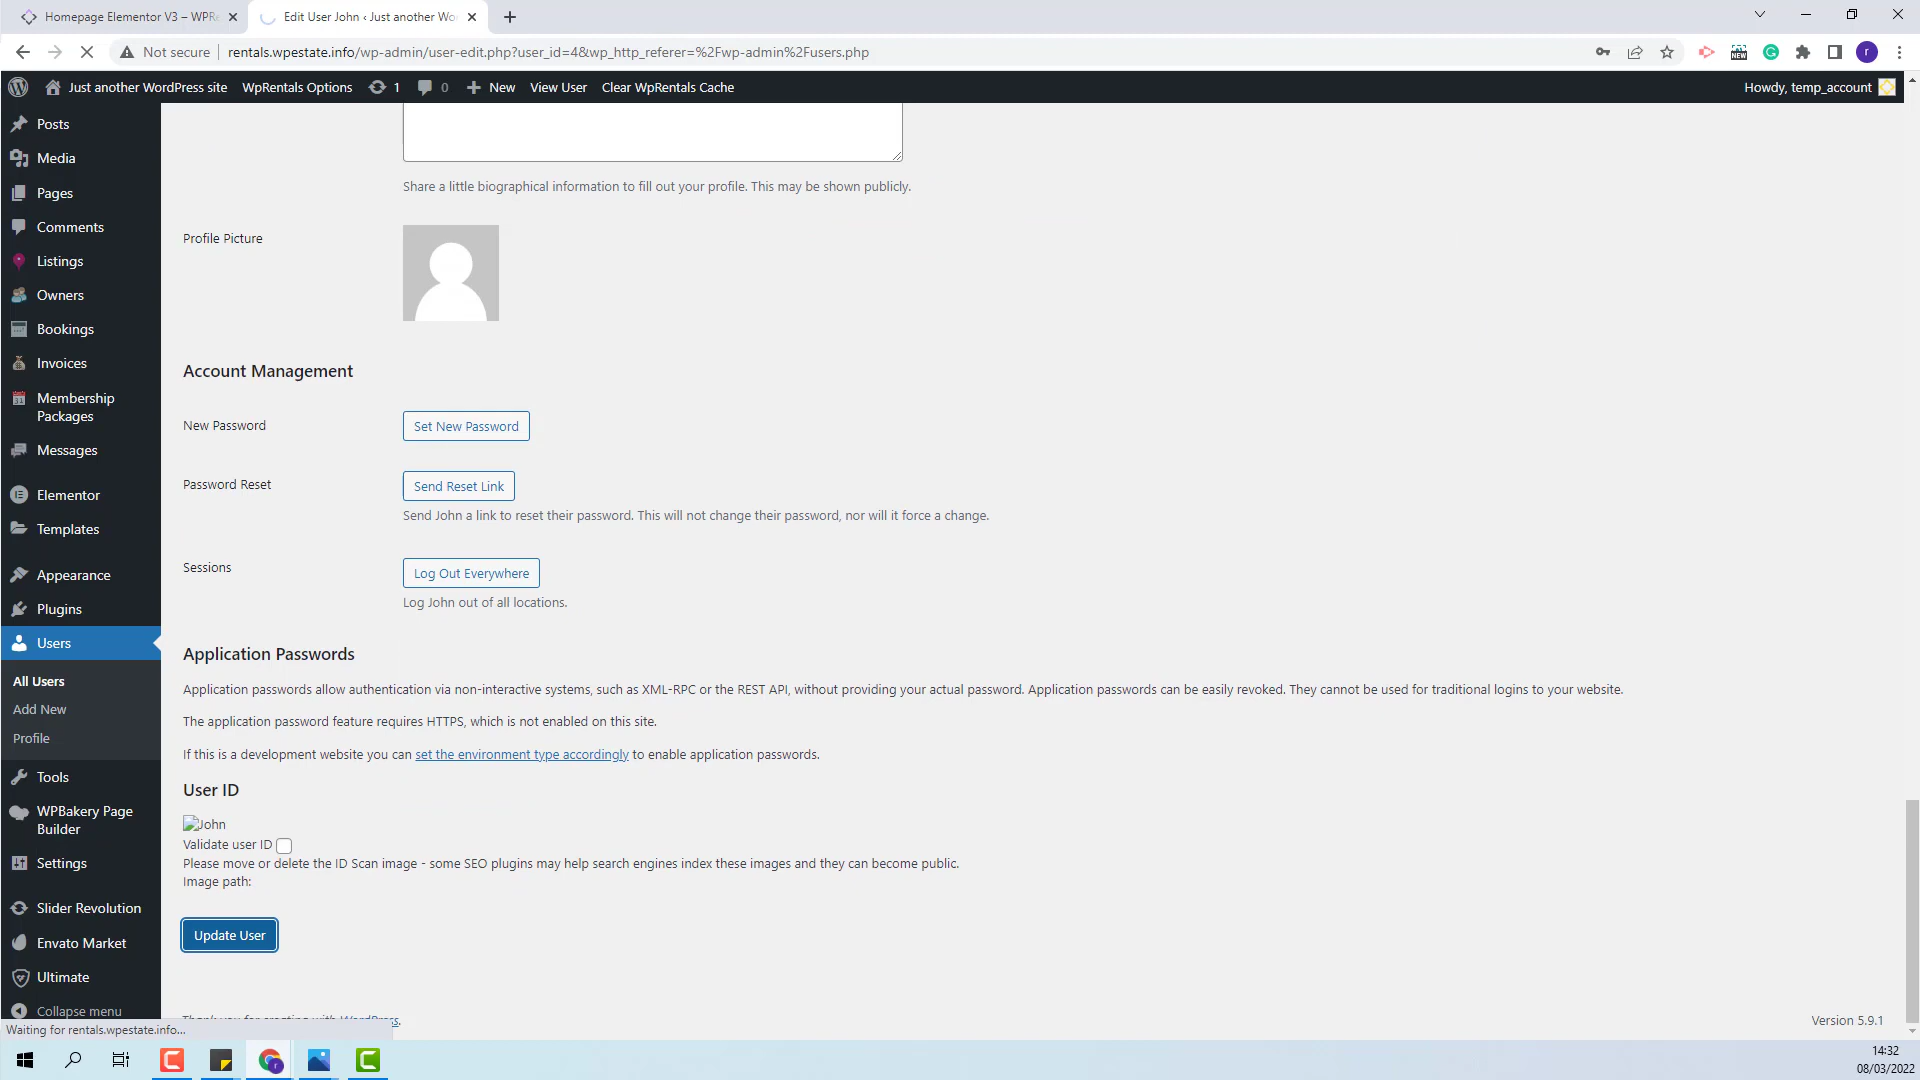 Homepage Elementor V3 – WPRe
Edit User John ‹ Just another Wo
Not secure
rentals.wpestate.info/wp-admin/user-edit.php?user_id=4&wp_http_referer=%2Fwp-admin%2Fusers.php
NEW
r
Just another WordPress site
WpRentals Options
1
0
New
View User
Clear WpRentals Cache
Howdy, temp_account
Posts
Media
Pages
Comments
Listings
Owners
Bookings
Invoices
Membership
Packages
Messages
Elementor
Templates
Appearance
Plugins
Users
All Users
Add New
Profile
Tools
WPBakery Page
Builder
Settings
Slider Revolution
Envato Market
Ultimate
Collapse menu
Share a little biographical information to fill out your profile. This may be shown publicly.
Profile Picture
Account Management
New Password
Set New Password
Password Reset
Send Reset Link
Send John a link to reset their password. This will not change their password, nor will it force a change.
Sessions
Log Out Everywhere
Log John out of all locations.
Application Passwords
Application passwords allow authentication via non-interactive systems, such as XML-RPC or the REST API, without providing your actual password. Application passwords can be easily revoked. They cannot be used for traditional logins to your website.
The application password feature requires HTTPS, which is not enabled on this site.
If this is a development website you can set the environment type accordingly to enable application passwords.
User ID
John
Validate user ID
Please move or delete the ID Scan image - some SEO plugins may help search engines index these images and they can become public.
Image path:
Update User
Thank you for creating with WordPress.
Version 5.9.1
Waiting for rentals.wpestate.info...
14:32
08/03/2022